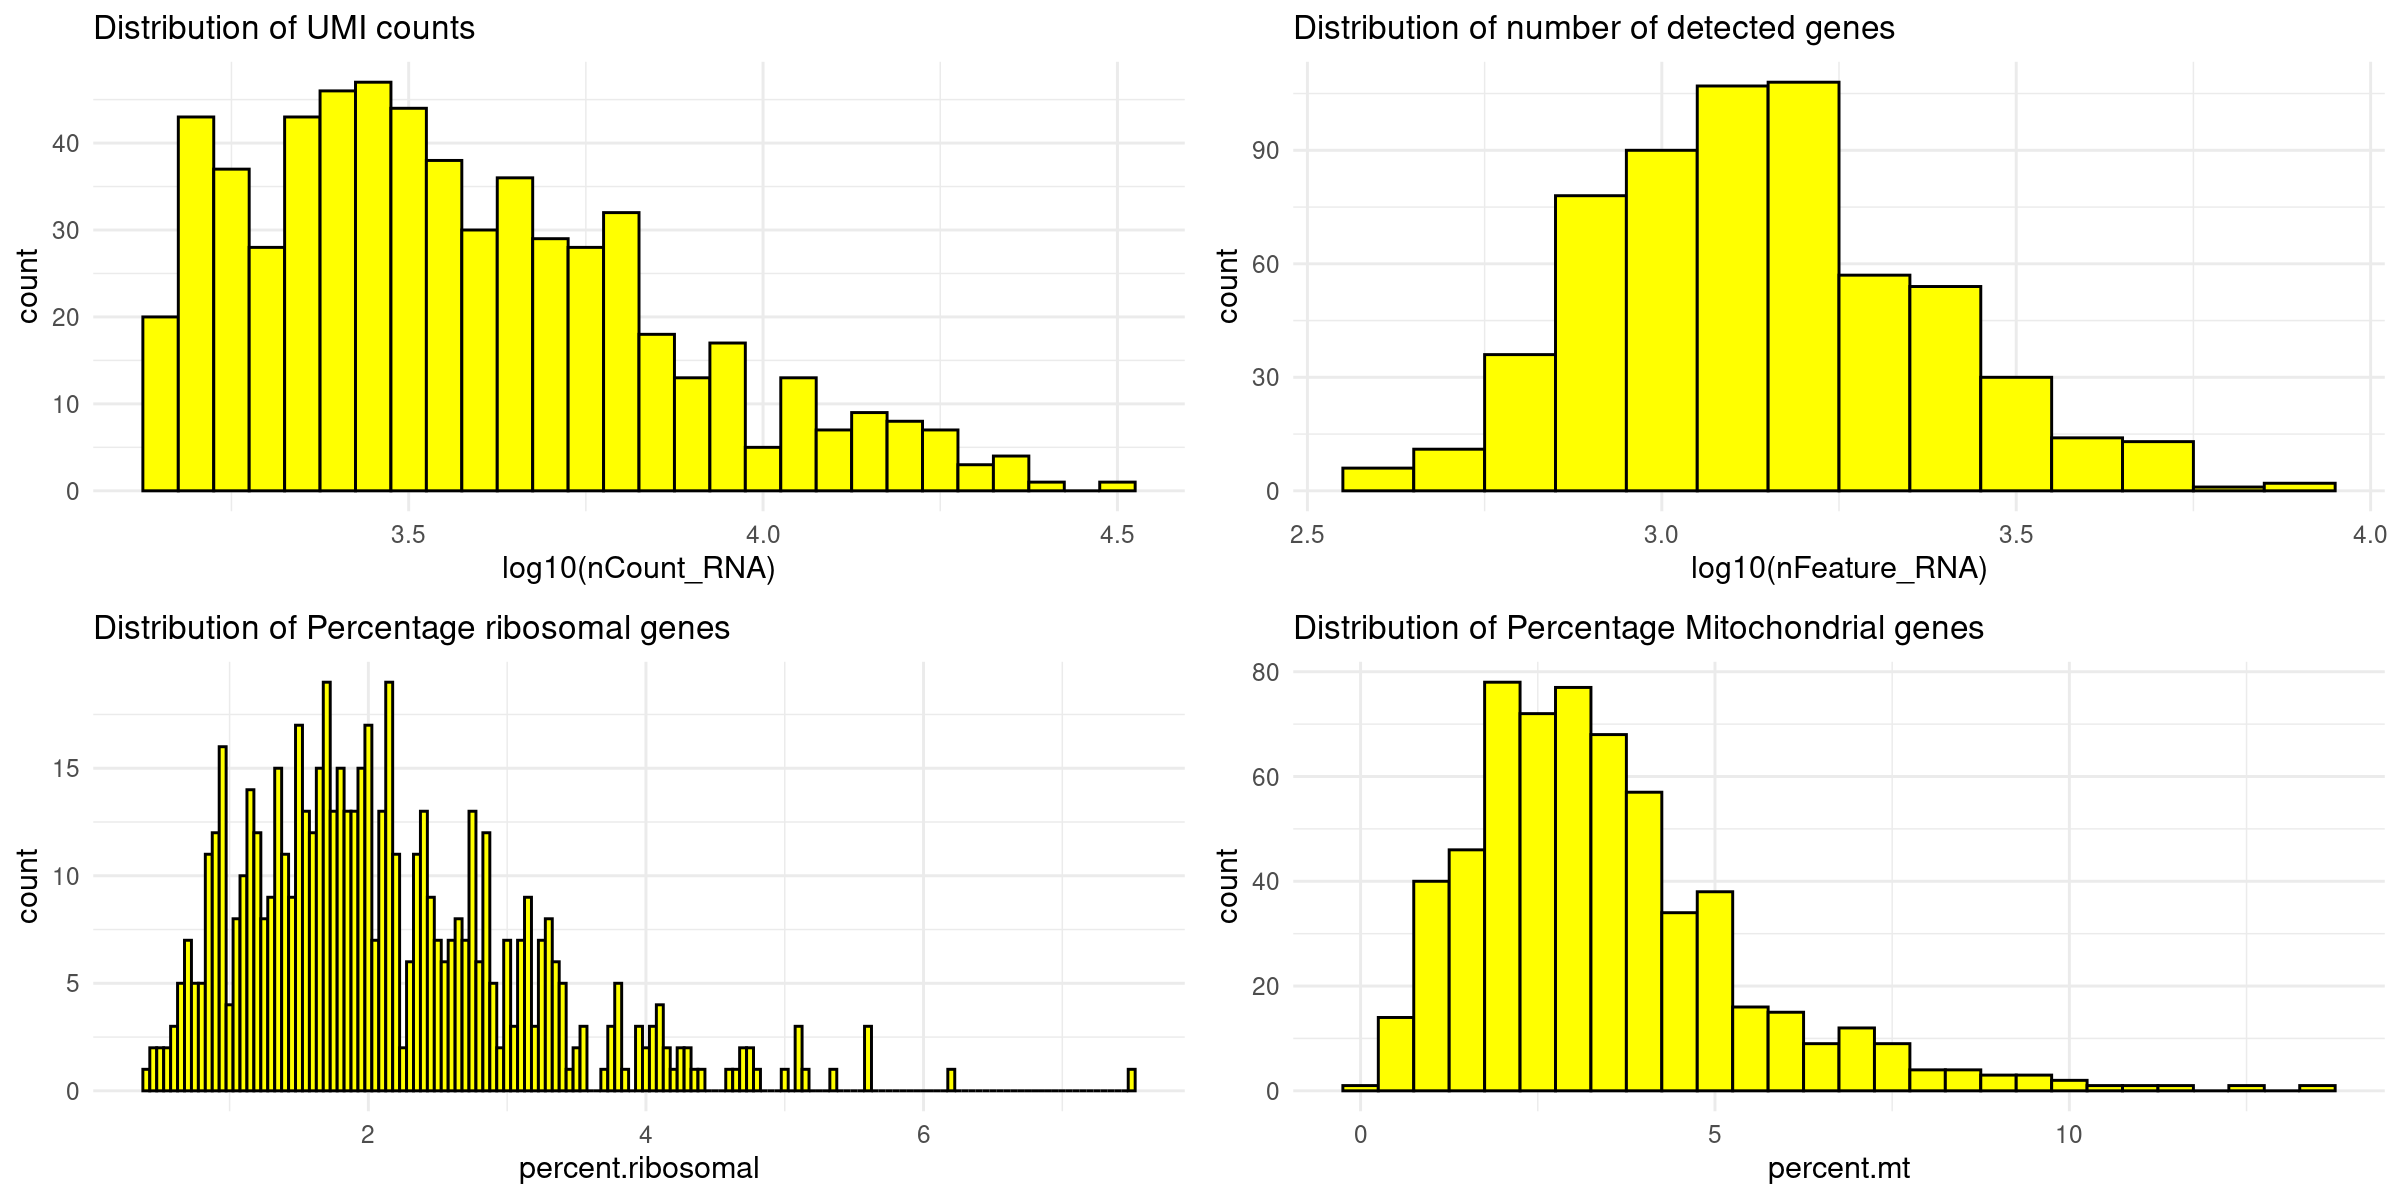 Distribution of UMI counts
count
40
30
20
10
0
3.5 4.0 4.5
log10(nCount_RNA)
Distribution of number of detected genes
count
90
60
30
0
2.5 3.0 3.5 4.0
log10(nFeature_RNA)
Distribution of Percentage ribosomal genes
count
15
10
5
0
2 4 6
percent.ribosomal
Distribution of Percentage Mitochondrial genes
count
80
60
40
20
0
0 5 10
percent.mt